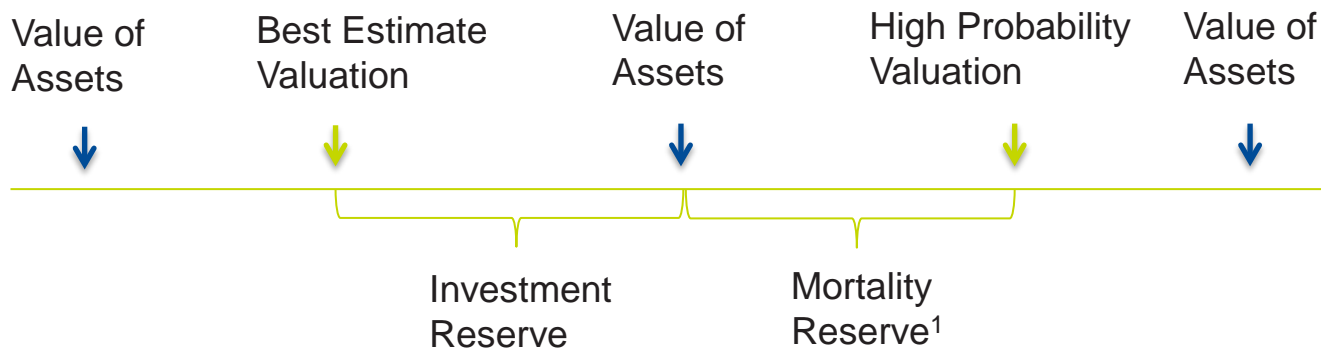 Value of
Assets
Best Estimate
Valuation
Value of
Assets
High Probability
Valuation
Value of
Assets
Investment
Reserve
Mortality
Reserve¹